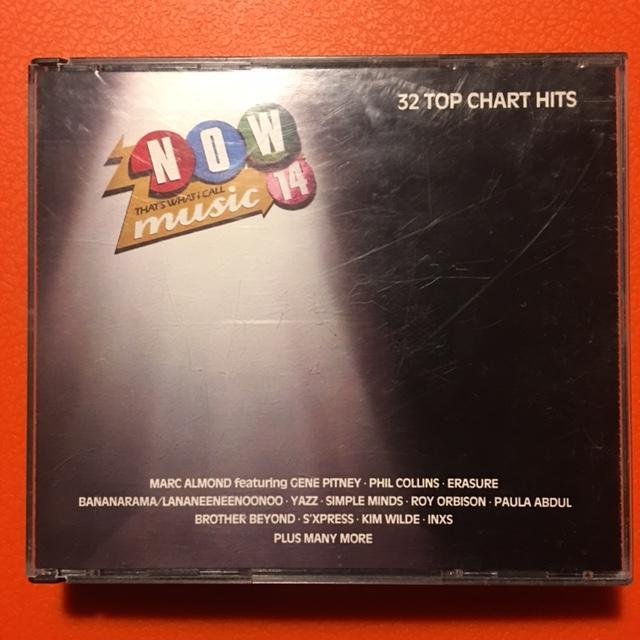 32 TOP CHART HITS
NOW
THAT'S WHAT I CALL
music 14
MARC ALMOND featuring GENE PITNEY · PHIL COLLINS · ERASURE
BANANARAMA/LANANEENEENOONOO · YAZZ · SIMPLE MINDS · ROY ORBISON · PAULA ABDUL
BROTHER BEYOND · S'XPRESS · KIM WILDE · INXS
PLUS MANY MORE